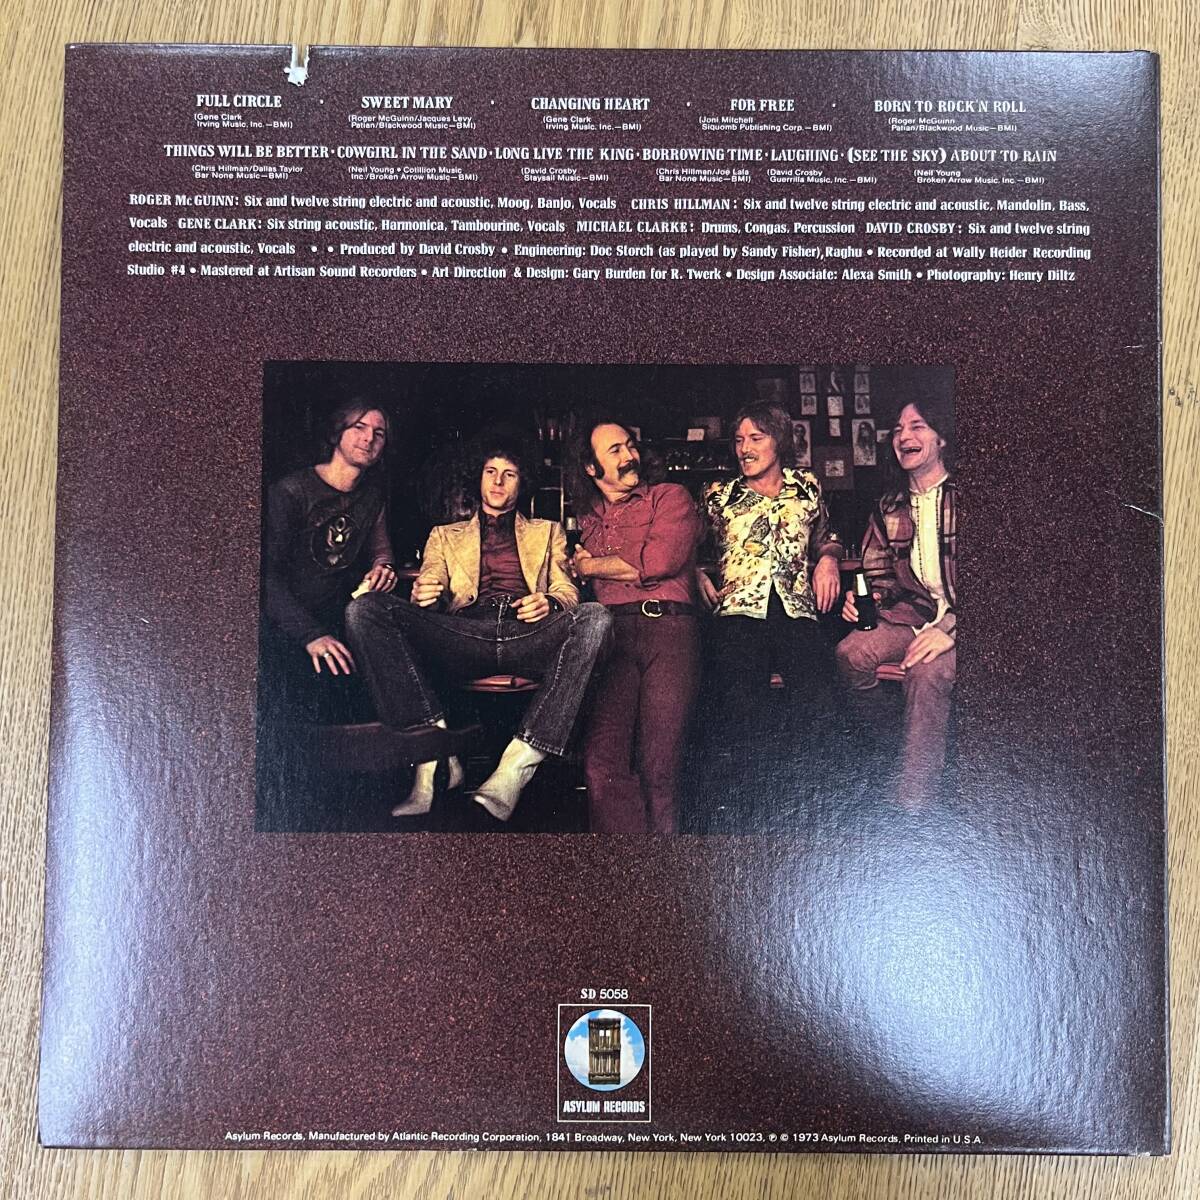 FULL CIRCLE · SWEET MARY · CHANGING HEART · FOR FREE · BORN TO ROCK'N ROLL
(Gene Clark (Roger McGuinn/Jacques Levy (Gene Clark (Joni Mitchell (Roger McGuinn
Irving Music, Inc.—BMI) Patian/Blackwood Music—BMI) Irving Music, Inc.—BMI) Siquomb Publishing Corp.—BMI) Patian/Blackwood Music—BMI)
THINGS WILL BE BETTER · COWGIRL IN THE SAND · LONG LIVE THE KING · BORROWING TIME · LAUGHING · (SEE THE SKY) ABOUT TO RAIN
(Chris Hillman/Dallas Taylor (Neil Young • Cotillion Music (David Crosby (Chris Hillman/Joe Lala (David Crosby (Neil Young
Bar None Music—BMI) Inc./Broken Arrow Music—BMI) Staysail Music—BMI) Bar None Music—BMI) Guerrilla Music, Inc.—BMI) Broken Arrow Music, Inc.—BMI)
ROGER McGUINN: Six and twelve string electric and acoustic, Moog, Banjo, Vocals CHRIS HILLMAN: Six and twelve string electric and acoustic, Mandolin, Bass,
Vocals GENE CLARK: Six string acoustic, Harmonica, Tambourine, Vocals MICHAEL CLARKE: Drums, Congas, Percussion DAVID CROSBY: Six and twelve string
electric and acoustic, Vocals • • Produced by David Crosby • Engineering: Doc Storch (as played by Sandy Fisher), Raghu • Recorded at Wally Heider Recording
Studio #4 • Mastered at Artisan Sound Recorders • Art Direction & Design: Gary Burden for R. Twerk • Design Associate: Alexa Smith • Photography: Henry Diltz
SD 5058
ASYLUM RECORDS
Asylum Records, Manufactured by Atlantic Recording Corporation, 1841 Broadway, New York, New York 10023, ℗ © 1973 Asylum Records, Printed in U.S.A.